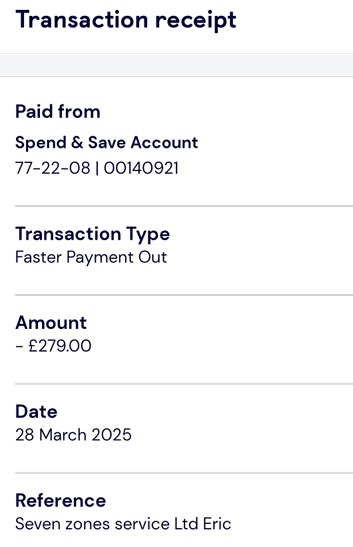 Transaction receipt
Paid from
Spend & Save Account
77-22-08 | 00140921
Transaction Type
Faster Payment Out
Amount
- £279.00
Date
28 March 2025
Reference
Seven zones service Ltd Eric